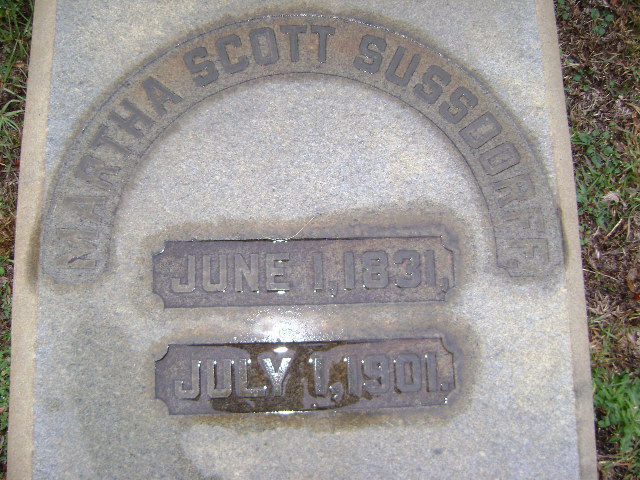 MARTHA SCOTT SUSSDORFF
JUNE 1, 1831,
JULY 1, 1901.